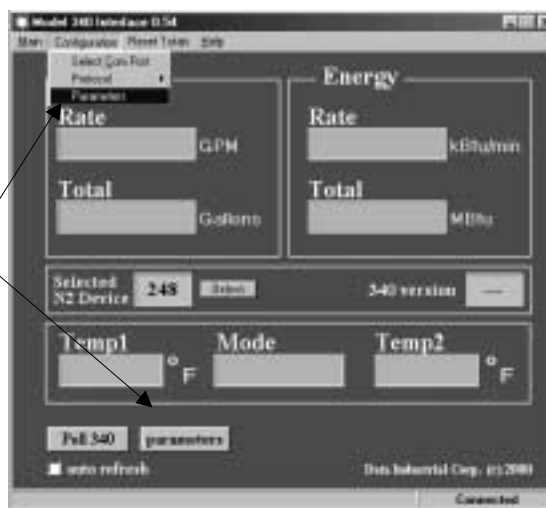 Model 340 Interface 0.54
Main Configuration Reset Totals Help
Select Com Port
Protocol
Parameters
Energy
Rate
GPM
Rate
kBtu/min
Total
Gallons
Total
MBtu
Selected
N2 Device
248
Select
340 version
---
Temp1
°F
Mode
Temp2
°F
Poll 340
parameters
auto refresh
Data Industrial Corp. (c) 2000
Connected